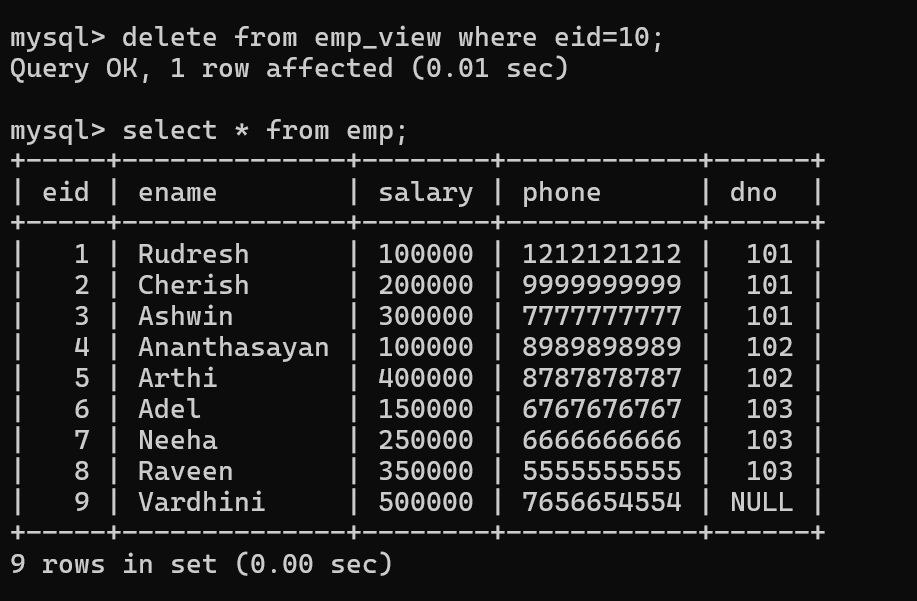 mysql> delete from emp_view where eid=10;
Query OK, 1 row affected (0.01 sec)
mysql> select * from emp;
+-----+--------------+--------+------------+------+
| eid | ename        | salary | phone      | dno  |
+-----+--------------+--------+------------+------+
|   1 | Rudresh      | 100000 | 1212121212 |  101 |
|   2 | Cherish      | 200000 | 9999999999 |  101 |
|   3 | Ashwin       | 300000 | 7777777777 |  101 |
|   4 | Ananthasayan | 100000 | 8989898989 |  102 |
|   5 | Arthi        | 400000 | 8787878787 |  102 |
|   6 | Adel         | 150000 | 6767676767 |  103 |
|   7 | Neeha        | 250000 | 6666666666 |  103 |
|   8 | Raveen       | 350000 | 5555555555 |  103 |
|   9 | Vardhini     | 500000 | 7656654554 | NULL |
+-----+--------------+--------+------------+------+
9 rows in set (0.00 sec)